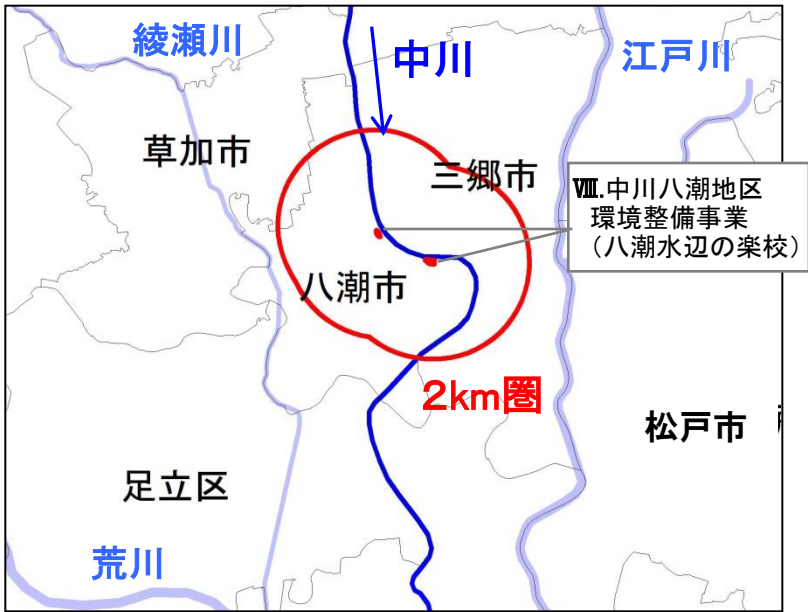 綾瀬川
中川
江戸川
草加市
三郷市
Ⅶ.中川八潮地区
環境整備事業
（八潮水辺の楽校）
八潮市
2km圏
松戸市
足立区
荒川